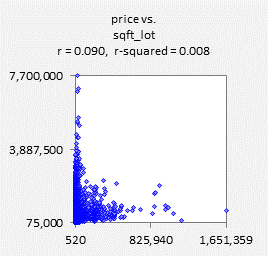 price vs.
sqft_lot
r = 0.090, r-squared = 0.008
7,700,000
3,887,500
75,000
520 825,940 1,651,359